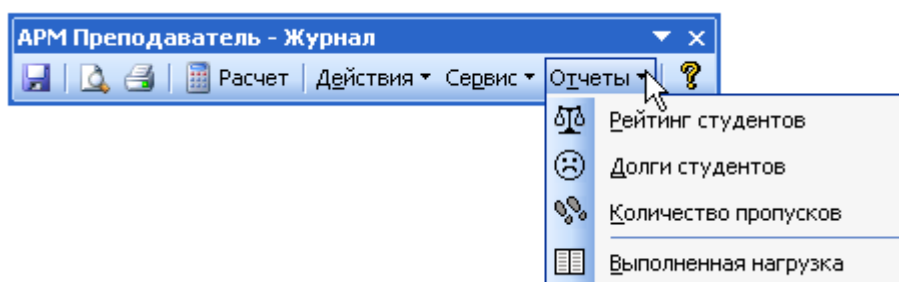 АРМ Преподаватель - Журнал
Расчет Действия Сервис Отчеты
Рейтинг студентов
Долги студентов
Количество пропусков
Выполненная нагрузка